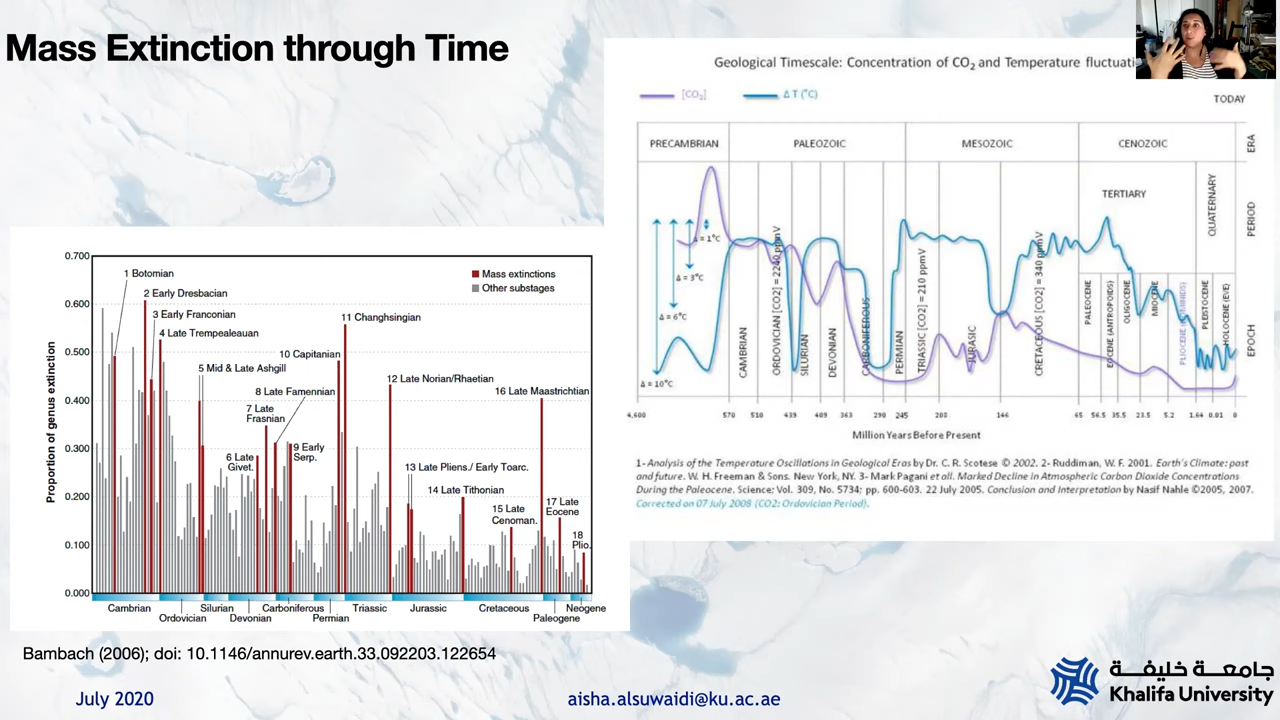 Mass Extinction through Time
0.700
0.600
0.500
0.400
0.300
0.200
0.100
0.000
Proportion of genus extinction
1 Botomian
2 Early Dresbacian
3 Early Franconian
4 Late Trempealeauan
5 Mid & Late Ashgill
6 Late
Givet.
7 Late
Frasnian
8 Late Famennian
9 Early
Serp.
10 Capitanian
11 Changhsingian
12 Late Norian/Rhaetian
13 Late Pliens./ Early Toarc.
14 Late Tithonian
15 Late
Cenoman.
16 Late Maastrichtian
17 Late
Eocene
18
Plio.
Mass extinctions
Other substages
Cambrian
Ordovician
Silurian
Devonian
Carboniferous
Permian
Triassic
Jurassic
Cretaceous
Paleogene
Neogene
Bambach (2006); doi: 10.1146/annurev.earth.33.092203.122654
Geological Timescale: Concentration of CO2 and Temperature fluctuati
[CO2]
Δ T (°C)
TODAY
PRECAMBRIAN
PALEOZOIC
MESOZOIC
CENOZOIC
ERA
TERTIARY
QUATERNARY
PERIOD
Δ = 1°C
Δ = 3°C
Δ = 6°C
Δ = 10°C
CAMBRIAN
ORDOVICIAN [CO2] = 2240 ppmV
SILURIAN
DEVONIAN
CARBONIFEROUS
PERMIAN
TRIASSIC [CO2] = 210 ppmV
JURASSIC
CRETACEOUS [CO2] = 340 ppmV
PALEOCENE
EOCENE (ANTROPOIDS)
OLIGOCENE
MIOCENE
PLIOCENE
PLEISTOCENE
HOLOCENE (EVE)
EPOCH
4,600
570
510
439
409
363
290
245
200
146
65
56.5
35.5
23.5
5.2
1.64
0.01
0
Million Years Before Present
1- Analysis of the Temperature Oscillations in Geological Eras by Dr. C. R. Scotese © 2002. 2- Ruddiman, W. F. 2001. Earth's Climate: past
and future. W. H. Freeman & Sons. New York, NY. 3- Mark Pagani et all. Marked Decline in Atmospheric Carbon Dioxide Concentrations
During the Paleocene. Science; Vol. 309, No. 5734; pp. 600-603. 22 July 2005. Conclusion and Interpretation by Nasif Nahle ©2005, 2007.
Corrected on 07 July 2008 (CO2: Ordovician Period).
July 2020
aisha.alsuwaidi@ku.ac.ae
جامعة خليفة
Khalifa University